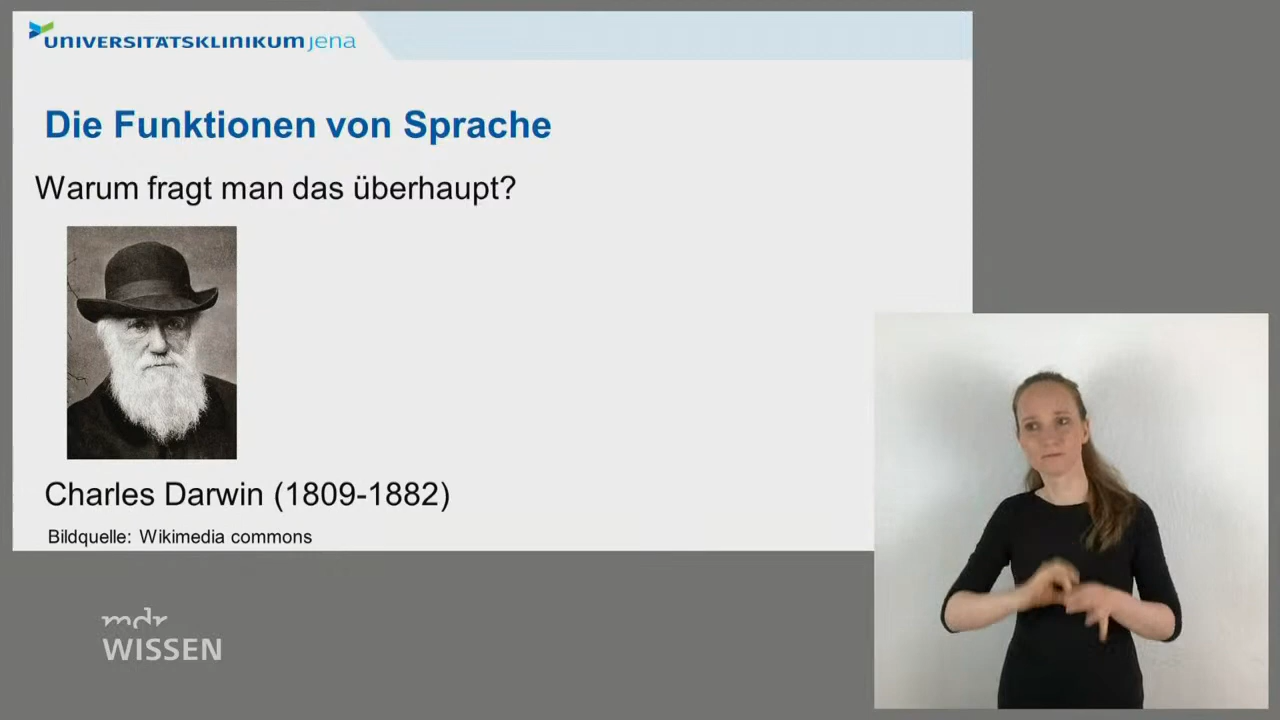 UNIVERSITÄTSKLINIKUM jena
Die Funktionen von Sprache
Warum fragt man das überhaupt?
Charles Darwin (1809-1882)
Bildquelle: Wikimedia commons
mdr
WISSEN